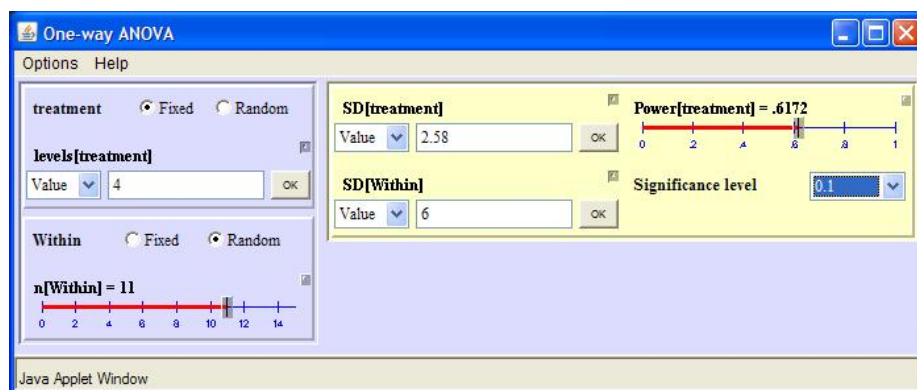 One-way ANOVA
Options Help
treatment Fixed Random
levels[treatment]
Value 4 OK
Within Fixed Random
n[Within] = 11
0 2 4 6 8 10 12 14
SD[treatment]
Value 2.58 OK
SD[Within]
Value 6 OK
Power[treatment] = .6172
0 .2 .4 .6 .8 1
Significance level 0.1
Java Applet Window